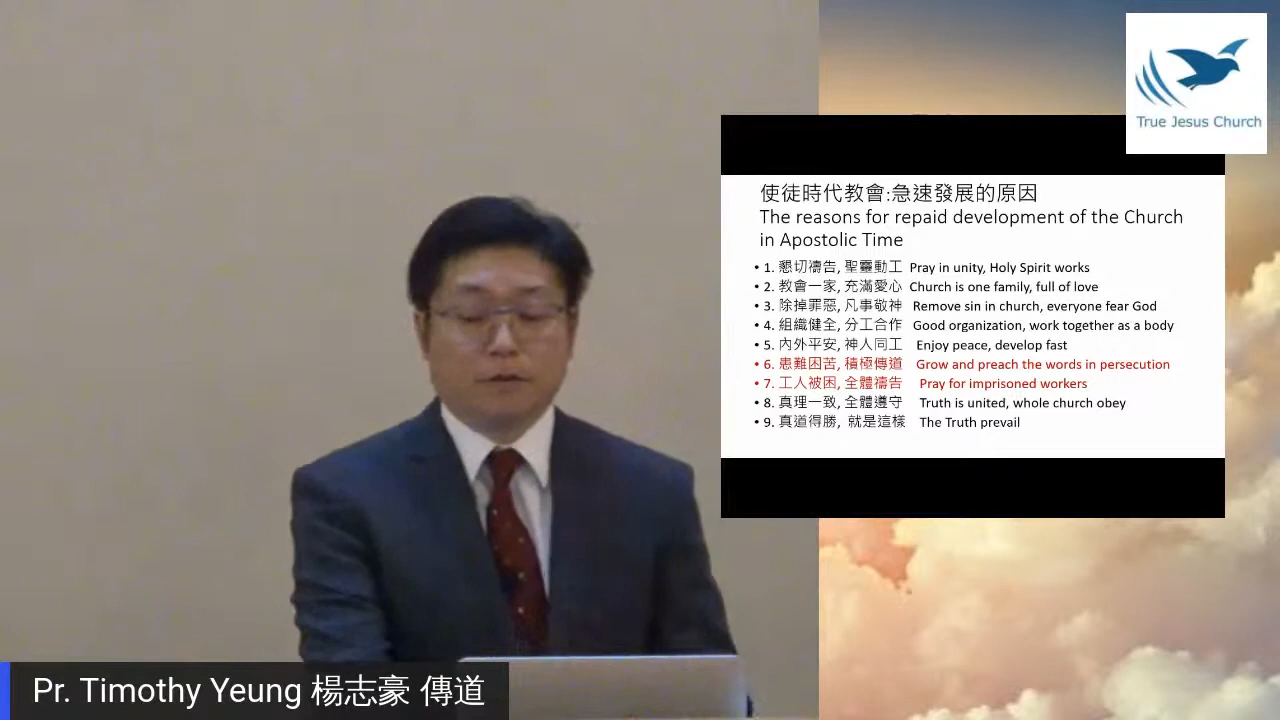 True Jesus Church
使徒時代教會:急速發展的原因
The reasons for repaid development of the Church
in Apostolic Time
• 1. 懇切禱告, 聖靈動工 Pray in unity, Holy Spirit works
• 2. 教會一家, 充滿愛心 Church is one family, full of love
• 3. 除掉罪惡, 凡事敬神 Remove sin in church, everyone fear God
• 4. 組織健全, 分工合作 Good organization, work together as a body
• 5. 內外平安, 神人同工 Enjoy peace, develop fast
• 6. 患難困苦, 積極傳道 Grow and preach the words in persecution
• 7. 工人被困, 全體禱告 Pray for imprisoned workers
• 8. 真理一致, 全體遵守 Truth is united, whole church obey
• 9. 真道得勝, 就是這樣 The Truth prevail
Pr. Timothy Yeung 楊志豪 傳道